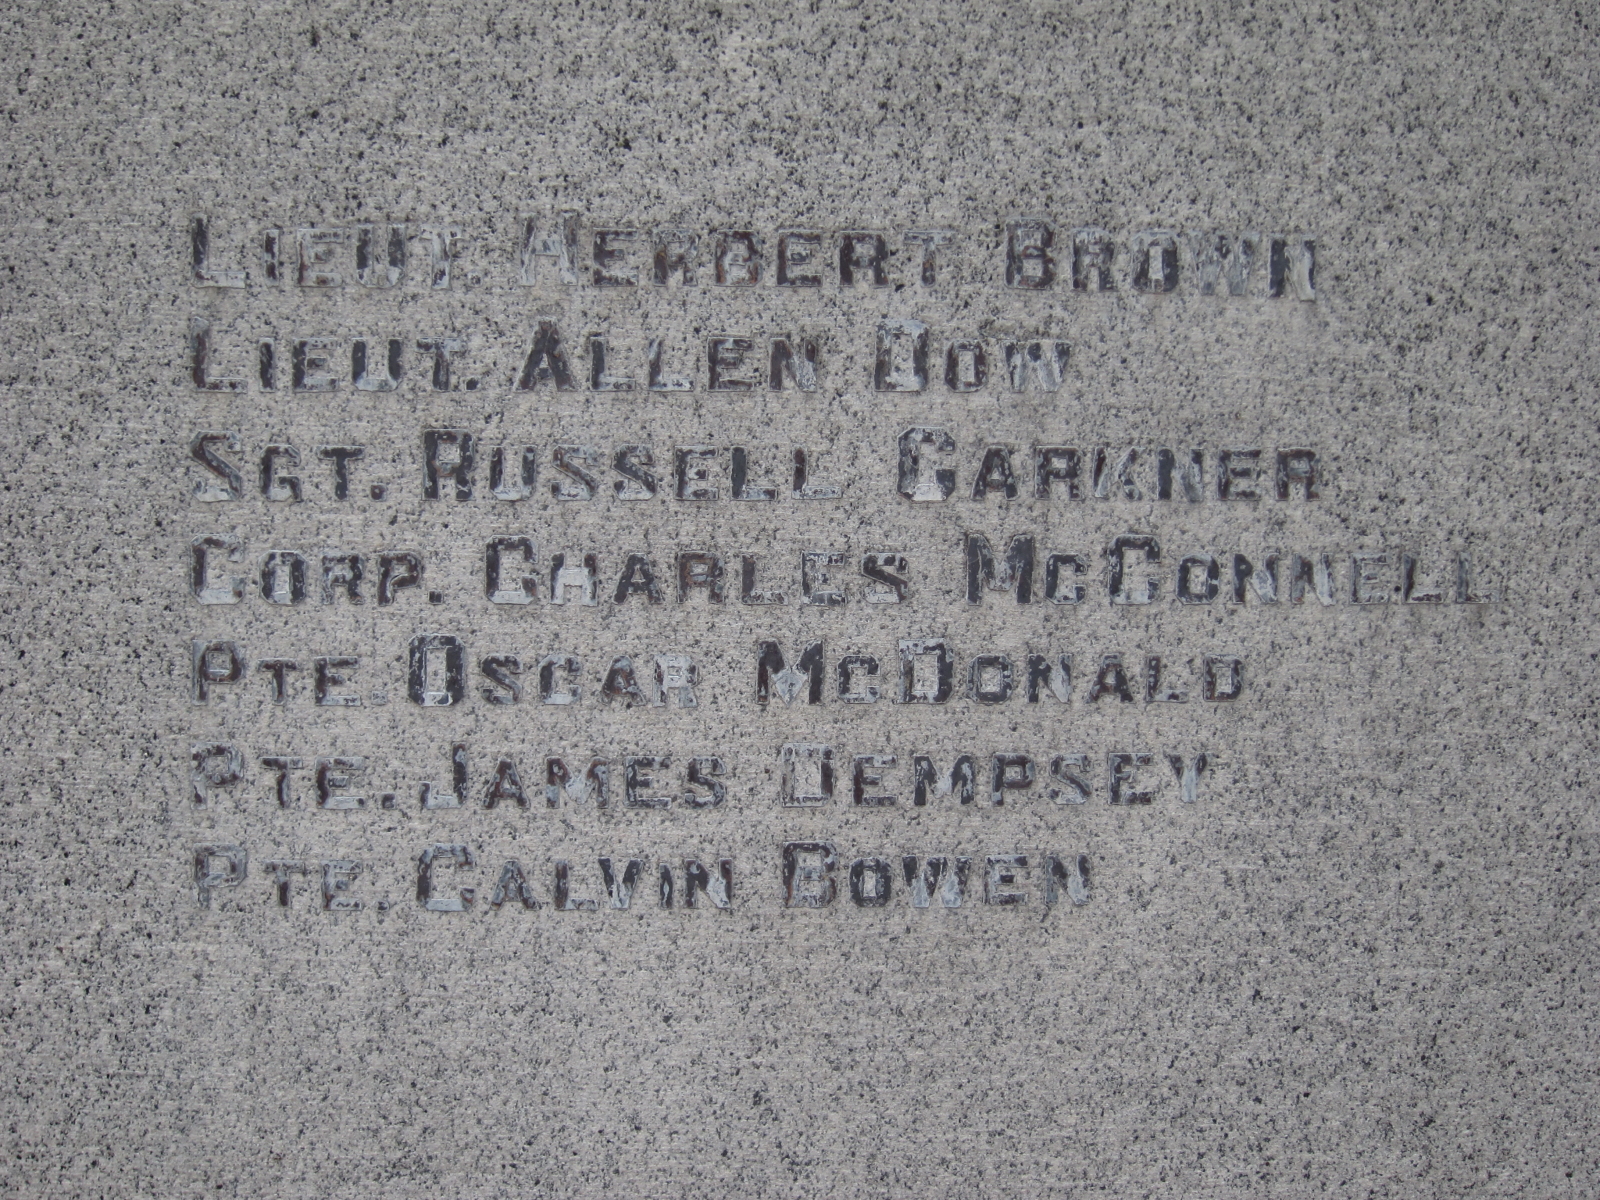 LIEUT. HERBERT BROWN
LIEUT. ALLEN DOW
SGT. RUSSELL CARKNER
CORP. CHARLES MCCONNELL
PTE. OSCAR MCDONALD
PTE. JAMES DEMPSEY
PTE. CALVIN BOWEN